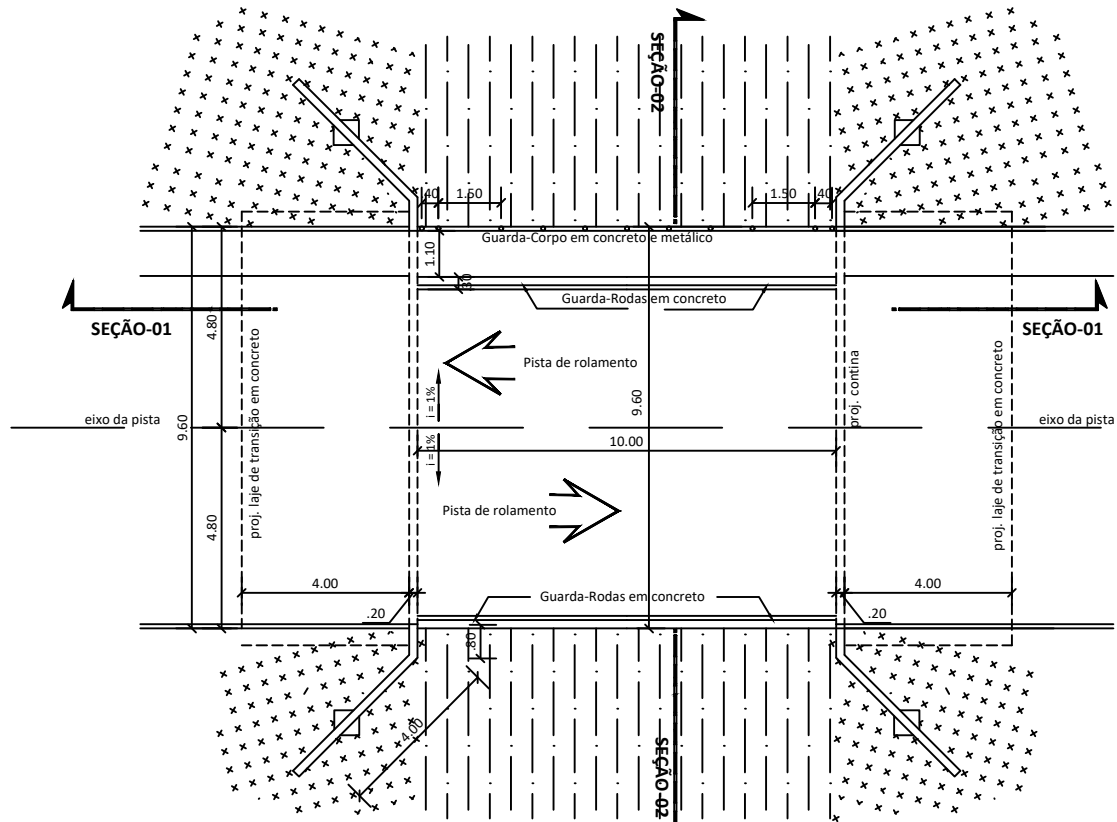 SEÇÃO-02
.40
1.50
1.50
.40
Guarda-Corpo em concreto e metálico
1.10
.30
Guarda-Rodas em concreto
SEÇÃO-01
SEÇÃO-01
4.80
proj. laje de transição em concreto
Pista de rolamento
i = 1%
9.60
proj. contina
proj. laje de transição em concreto
eixo da pista
9.60
eixo da pista
10.00
i = 1%
Pista de rolamento
4.80
4.00
4.00
.20
Guarda-Rodas em concreto
.20
.80
4.00
SEÇÃO-02